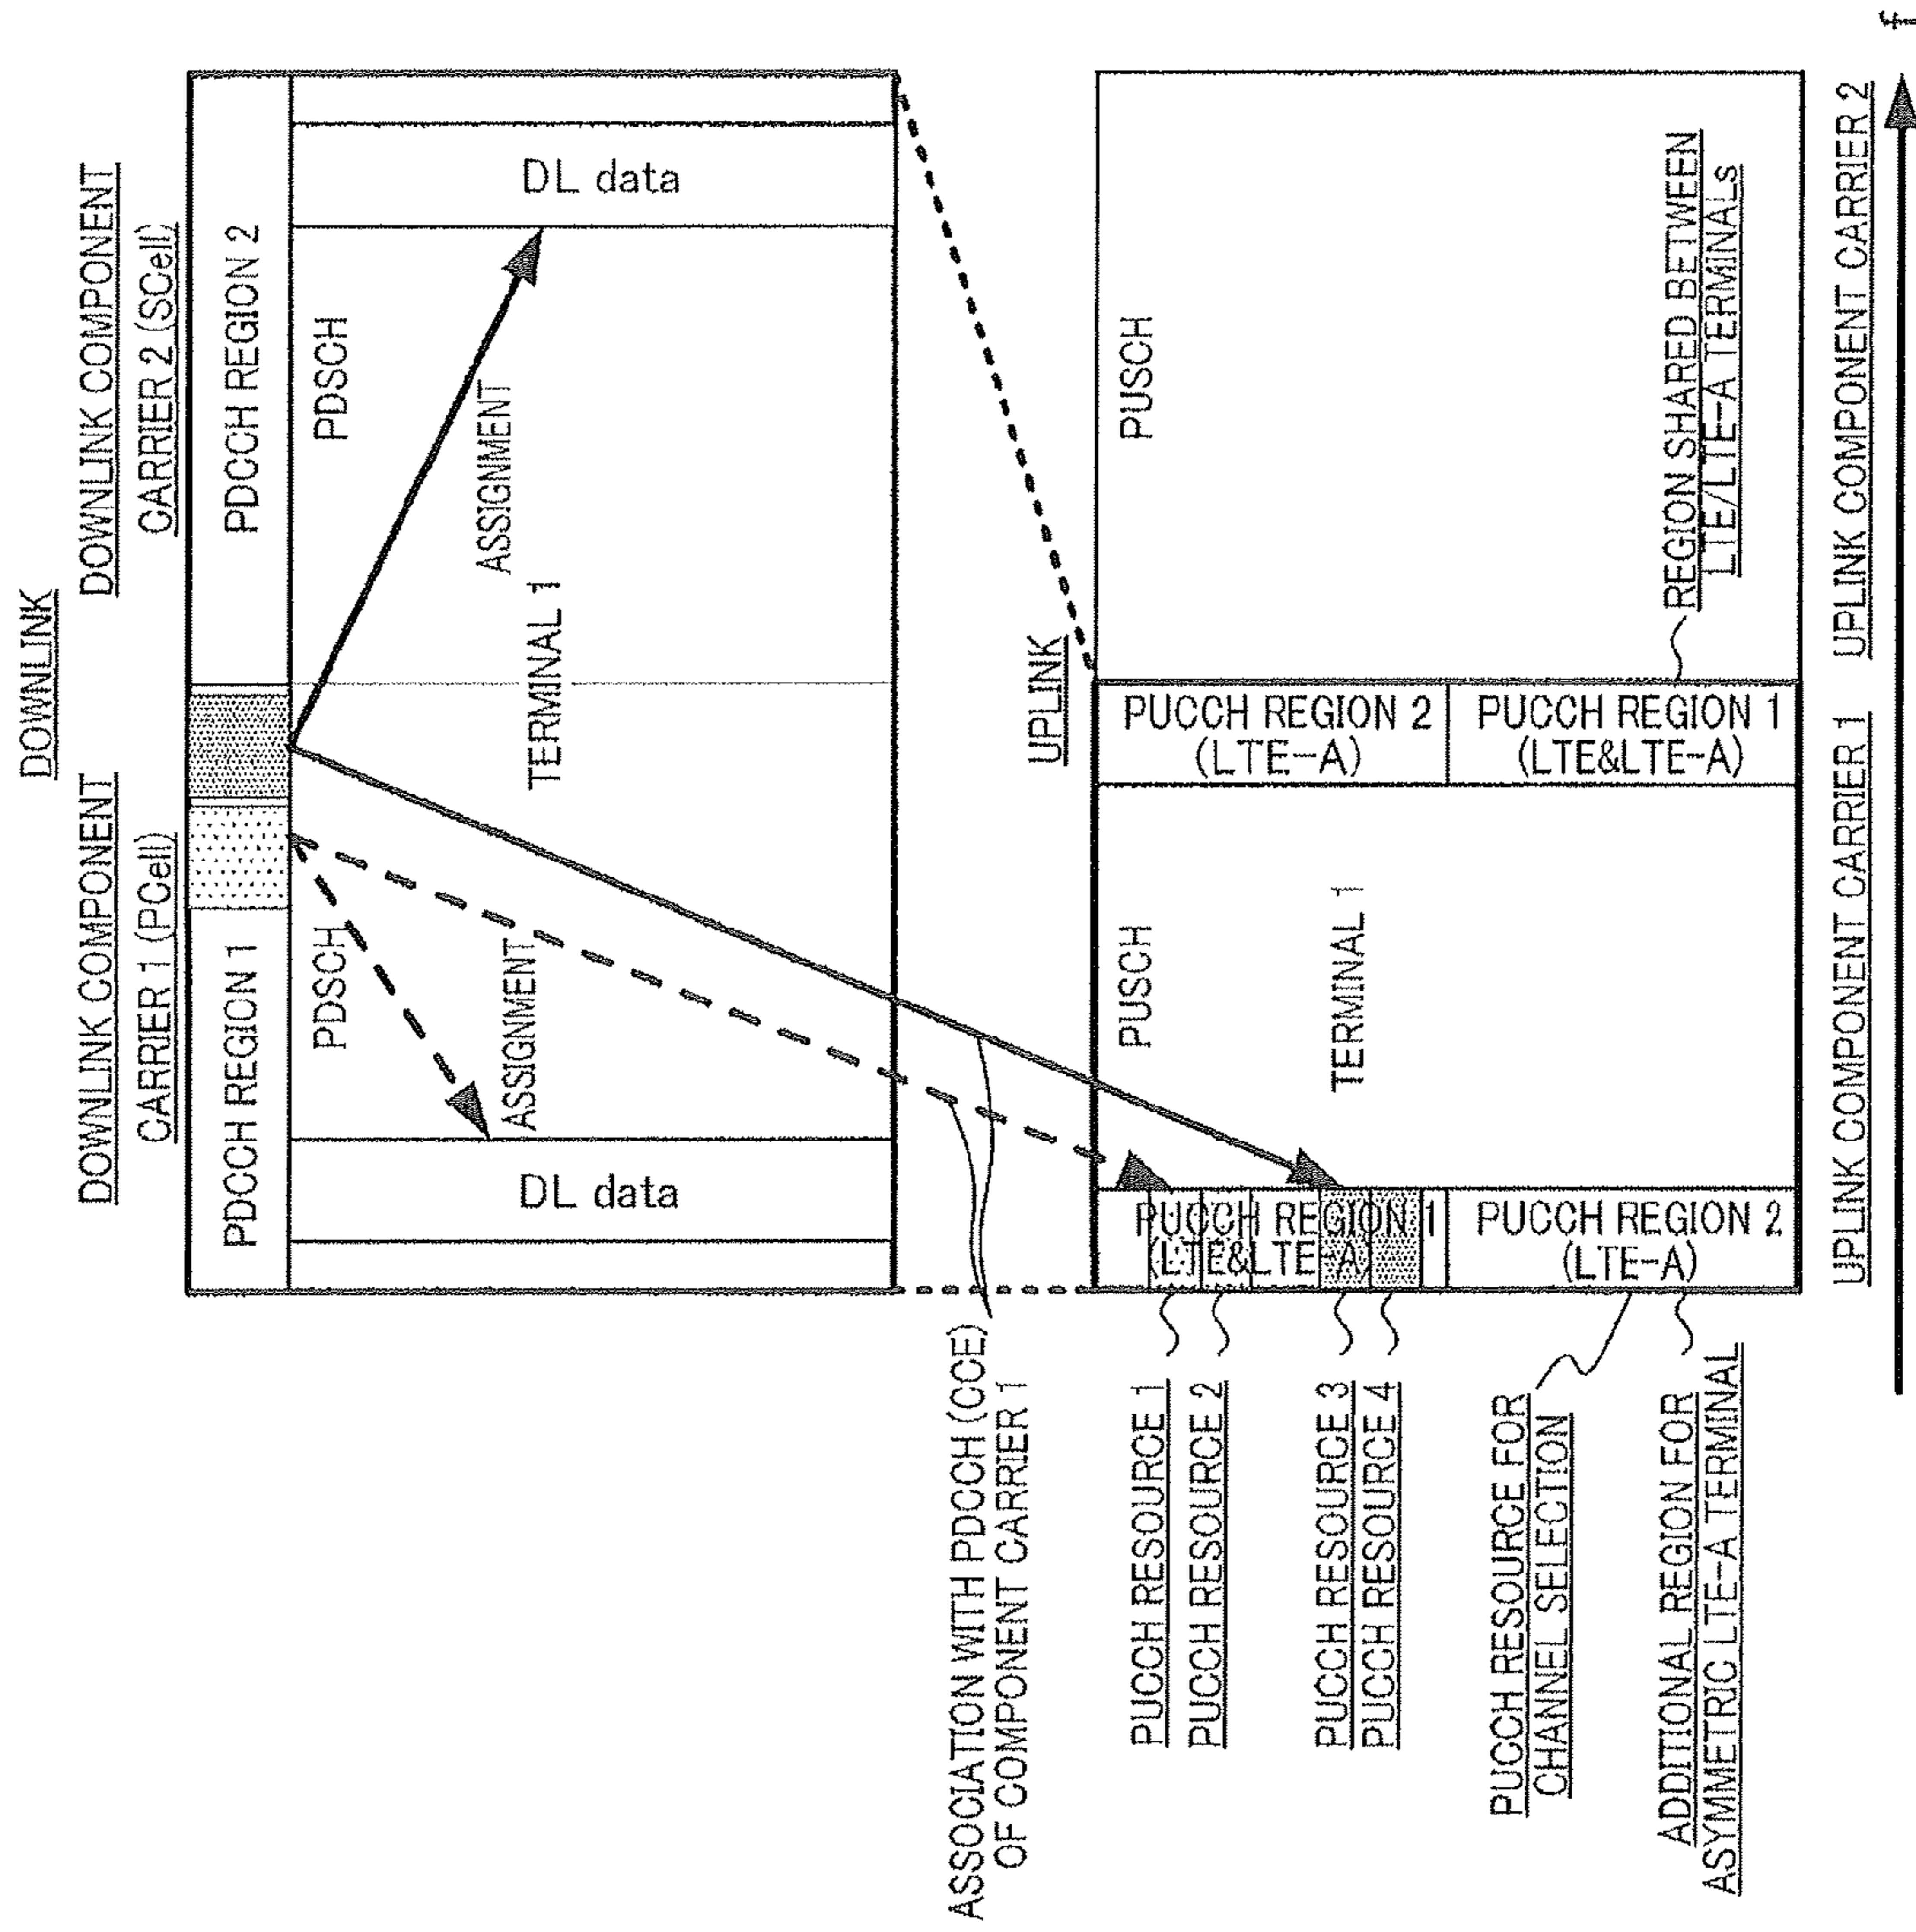 DOWNLINK
DOWNLINK COMPONENT
CARRIER 1 (PCell)
DOWNLINK COMPONENT
CARRIER 2 (SCell)
PDCCH REGION 1
PDCCH REGION 2
PDSCH
PDSCH
ASSIGNMENT
ASSIGNMENT
TERMINAL 1
DL data
DL data
ASSOCIATION WITH PDCCH (CCE)
OF COMPONENT CARRIER 1
UPLINK
PUCCH RESOURCE 1
PUCCH RESOURCE 2
PUCCH RESOURCE 3
PUCCH RESOURCE 4
PUCCH REGION 1
(LTE&LTE-A)
PUSCH
PUCCH REGION 2
(LTE-A)
PUSCH
TERMINAL 1
PUCCH RESOURCE FOR
CHANNEL SELECTION
PUCCH REGION 2
(LTE-A)
PUCCH REGION 1
(LTE&LTE-A)
REGION SHARED BETWEEN
LTE/LTE-A TERMINALs
ADDITIONAL REGION FOR
ASYMMETRIC LTE-A TERMINAL
UPLINK COMPONENT CARRIER 1
UPLINK COMPONENT CARRIER 2
f